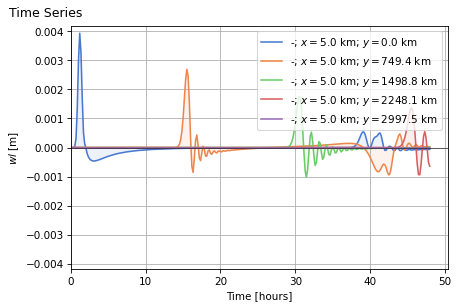 Time Series
0.004
0.003
0.002
0.001
0.000
−0.001
−0.002
−0.003
−0.004
wl [m]
-; x = 5.0 km; y = 0.0 km
-; x = 5.0 km; y = 749.4 km
-; x = 5.0 km; y = 1498.8 km
-; x = 5.0 km; y = 2248.1 km
-; x = 5.0 km; y = 2997.5 km
0 10 20 30 40 50
Time [hours]